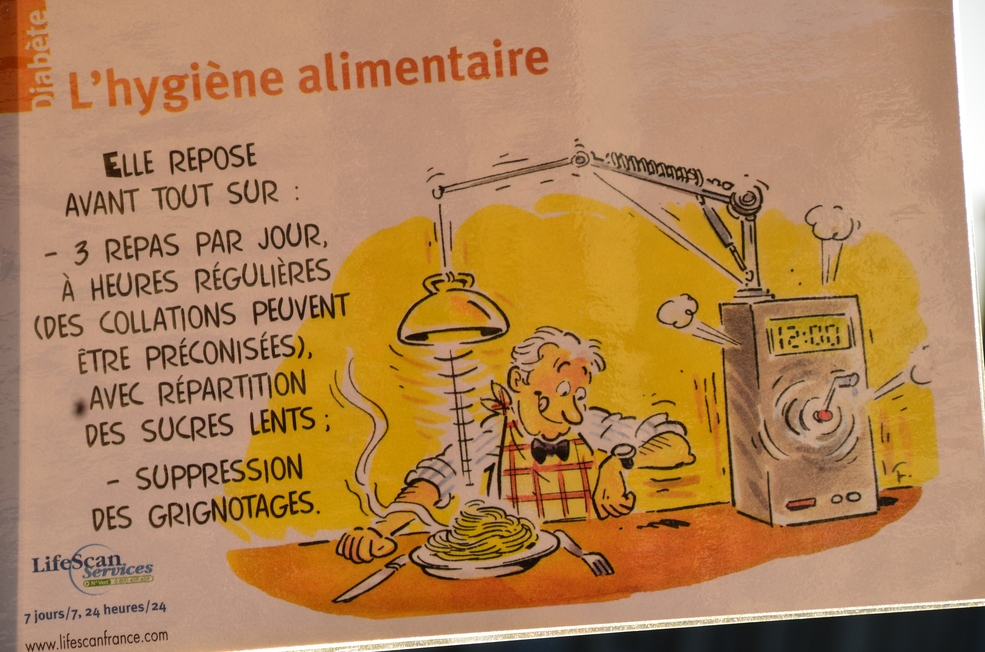 Diabète
L'hygiène alimentaire
ELLE REPOSE
AVANT TOUT SUR :
- 3 REPAS PAR JOUR,
À HEURES RÉGULIÈRES
(DES COLLATIONS PEUVENT
ÊTRE PRÉCONISÉES),
AVEC RÉPARTITION
DES SUCRES LENTS ;
- SUPPRESSION
DES GRIGNOTAGES.
12:00
LifeScan
Services
N° Vert
7 jours/7, 24 heures/24
www.lifescanfrance.com